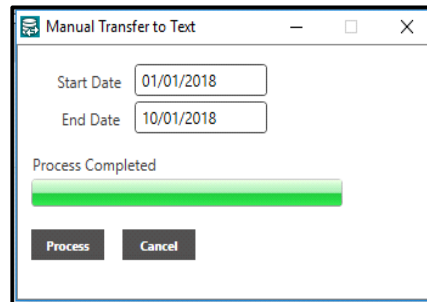 Manual Transfer to Text
Start Date 01/01/2018
End Date 10/01/2018
Process Completed
Process Cancel